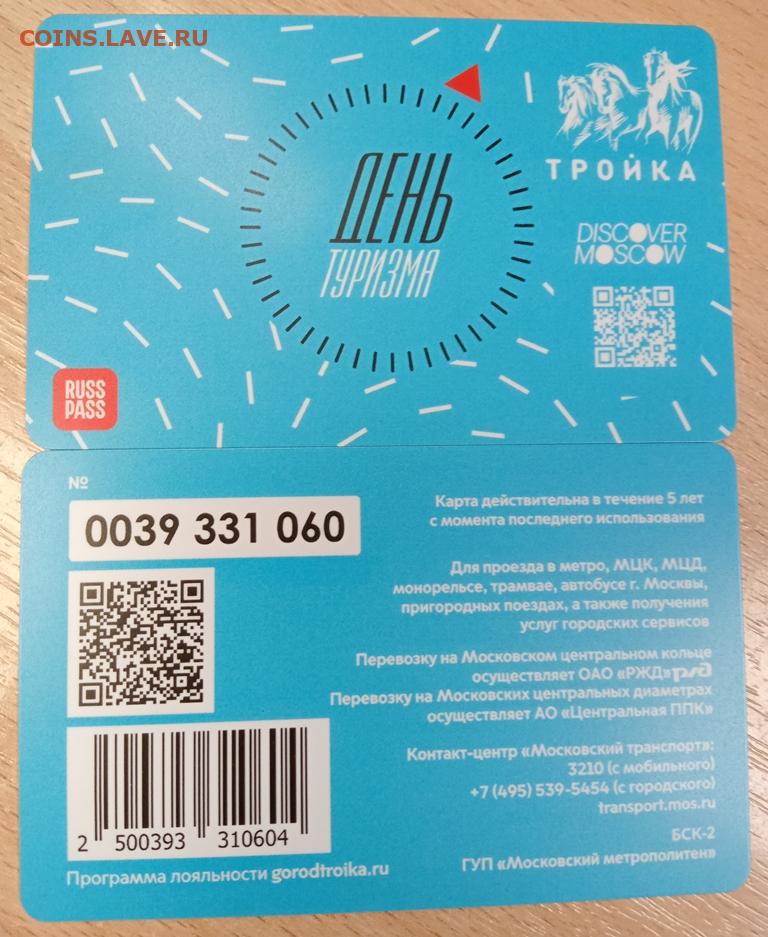 COINS.LAVE.RU
ДЕНЬ
ТУРИЗМА
ТРОЙКА
DISCOVER
MOSCOW
RUSS
PASS
№
0039 331 060
Карта действительна в течение 5 лет
с момента последнего использования
Для проезда в метро, МЦК, МЦД,
монорельсе, трамвае, автобусе г. Москвы,
пригородных поездах, а также получения
услуг городских сервисов
Перевозку на Московском центральном кольце
осуществляет ОАО «РЖД» РЖД
Перевозку на Московских центральных диаметрах
осуществляет АО «Центральная ППК»
Контакт-центр «Московский транспорт»:
3210 (с мобильного)
+7 (495) 539-5454 (с городского)
transport.mos.ru
БСК-2
ГУП «Московский метрополитен»
2 500393 310604
Программа лояльности gorodtroika.ru